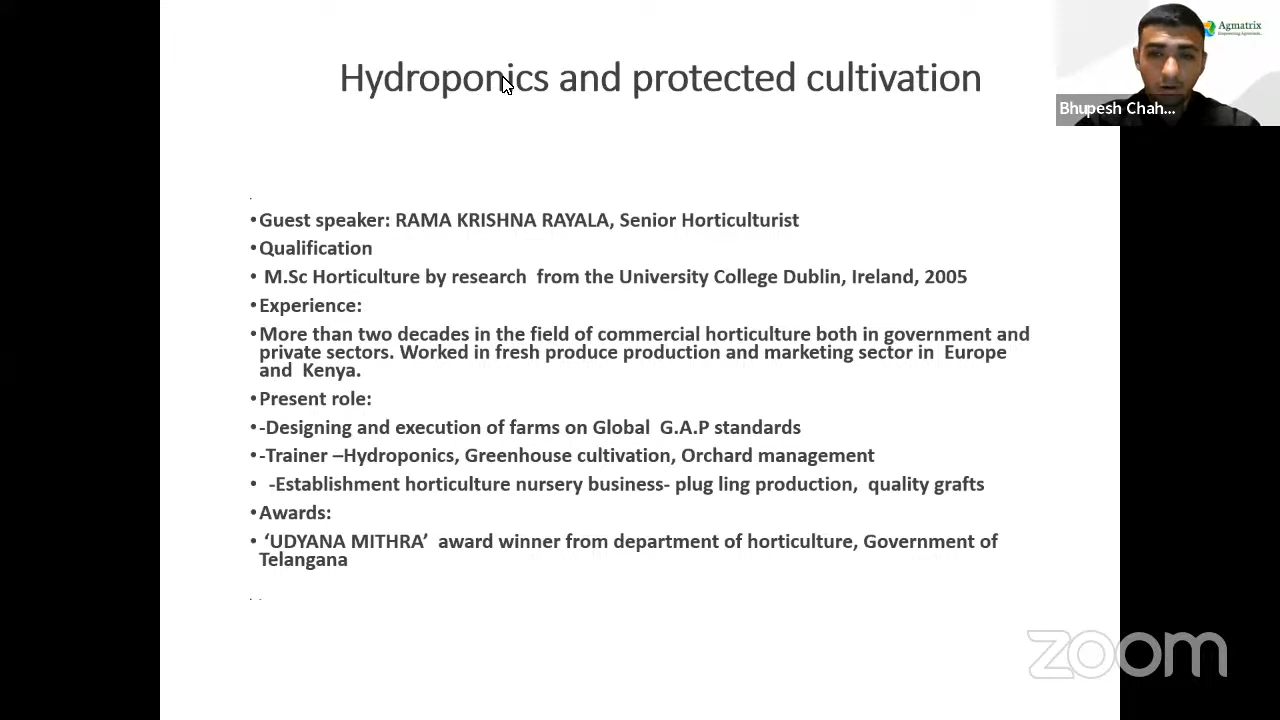 Hydroponics and protected cultivation
Agmatrix
Bhupesh Chah...
•Guest speaker: RAMA KRISHNA RAYALA, Senior Horticulturist
•Qualification
• M.Sc Horticulture by research from the University College Dublin, Ireland, 2005
•Experience:
•More than two decades in the field of commercial horticulture both in government and
private sectors. Worked in fresh produce production and marketing sector in Europe
and Kenya.
•Present role:
•-Designing and execution of farms on Global G.A.P standards
•-Trainer –Hydroponics, Greenhouse cultivation, Orchard management
• -Establishment horticulture nursery business- plug ling production, quality grafts
•Awards:
• ‘UDYANA MITHRA’ award winner from department of horticulture, Government of
Telangana
zoom